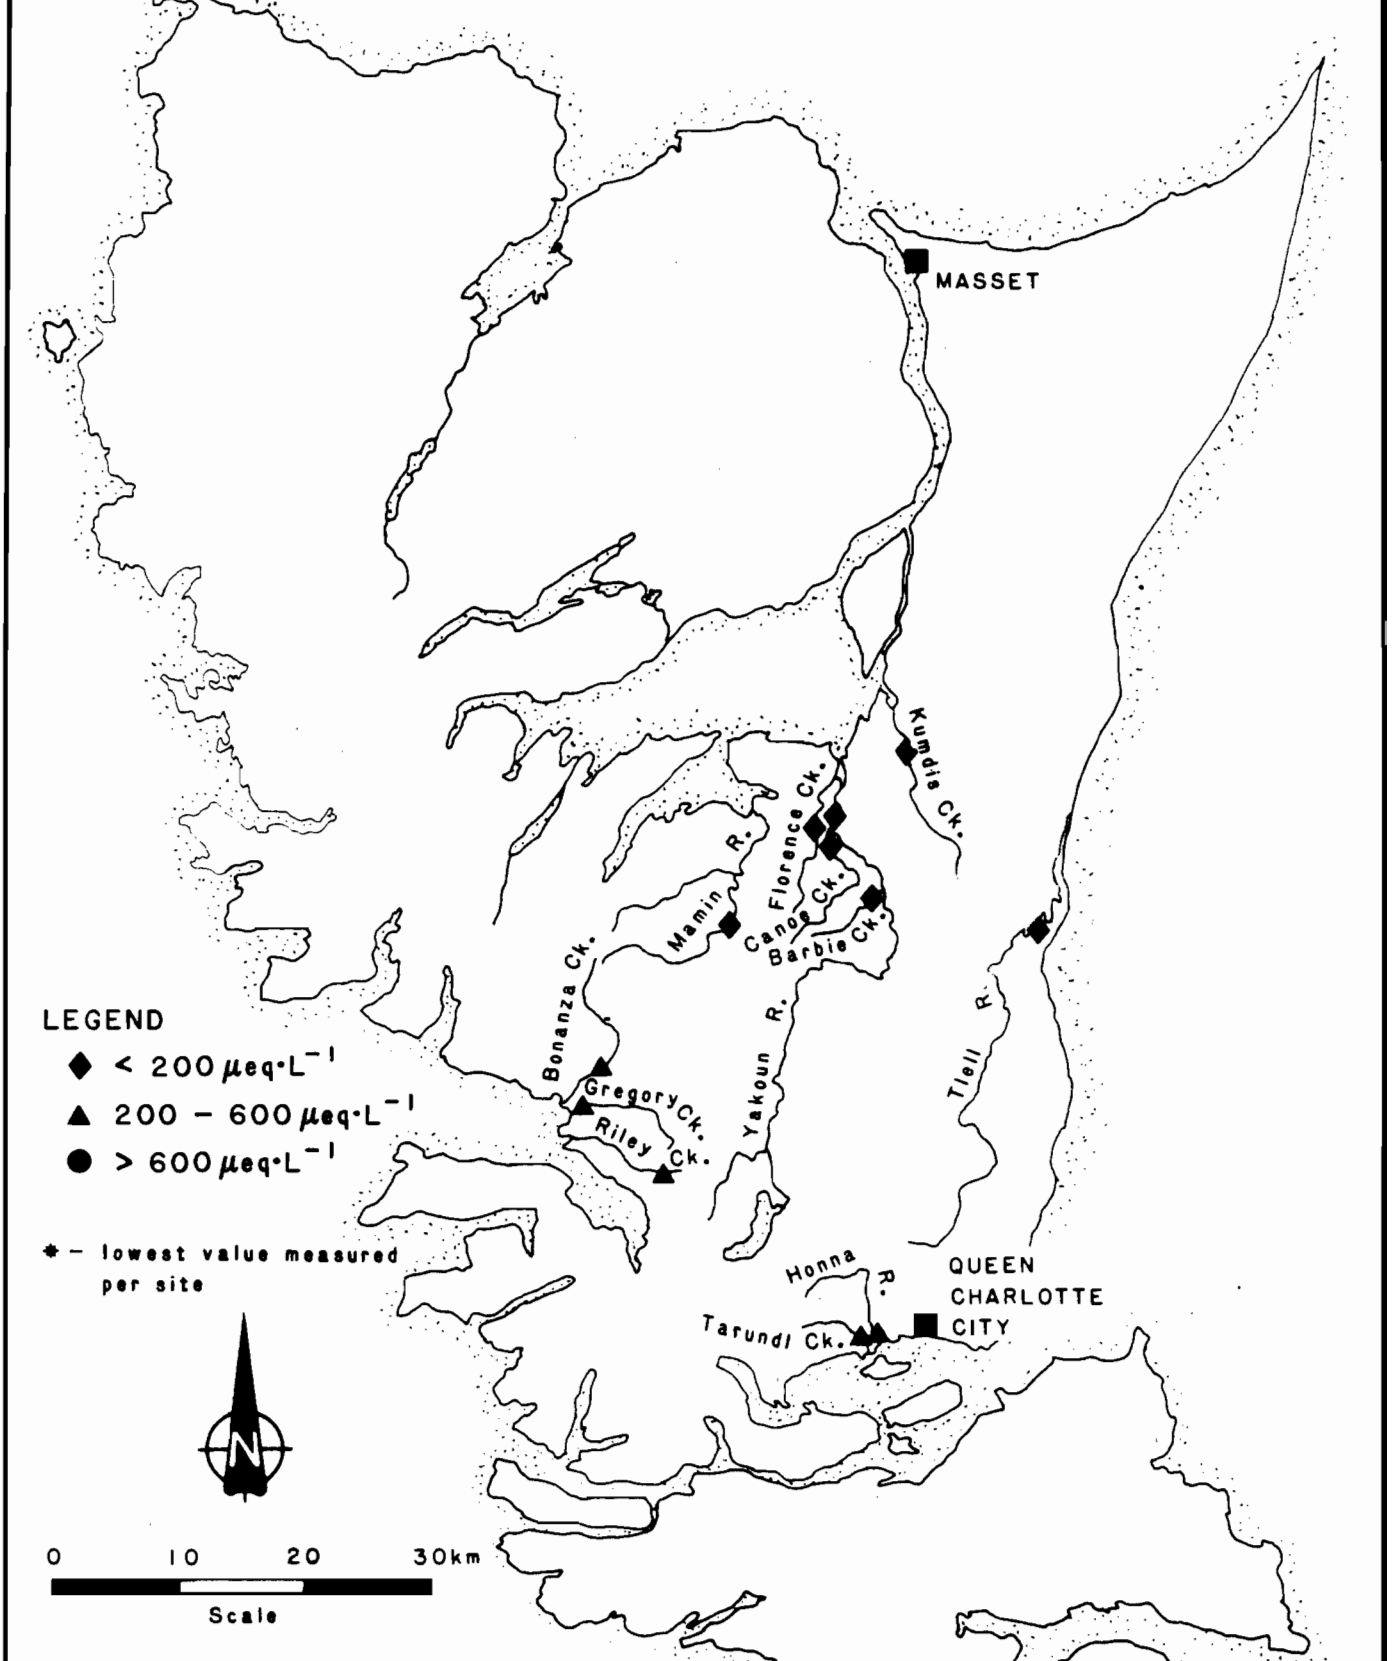 MASSET
Kumdis Ck.
Florence Ck.
Mamin R.
Canoe Ck.
Barbie Ck.
Bonanza Ck.
Yakoun R.
Tlell R.
LEGEND
< 200 μeq·L⁻¹
200 – 600 μeq·L⁻¹
> 600 μeq·L⁻¹
Gregory Ck.
Riley Ck.
* – lowest value measured
per site
Honna R.
QUEEN
CHARLOTTE
CITY
Tarundl Ck.
N
0 10 20 30km
Scale